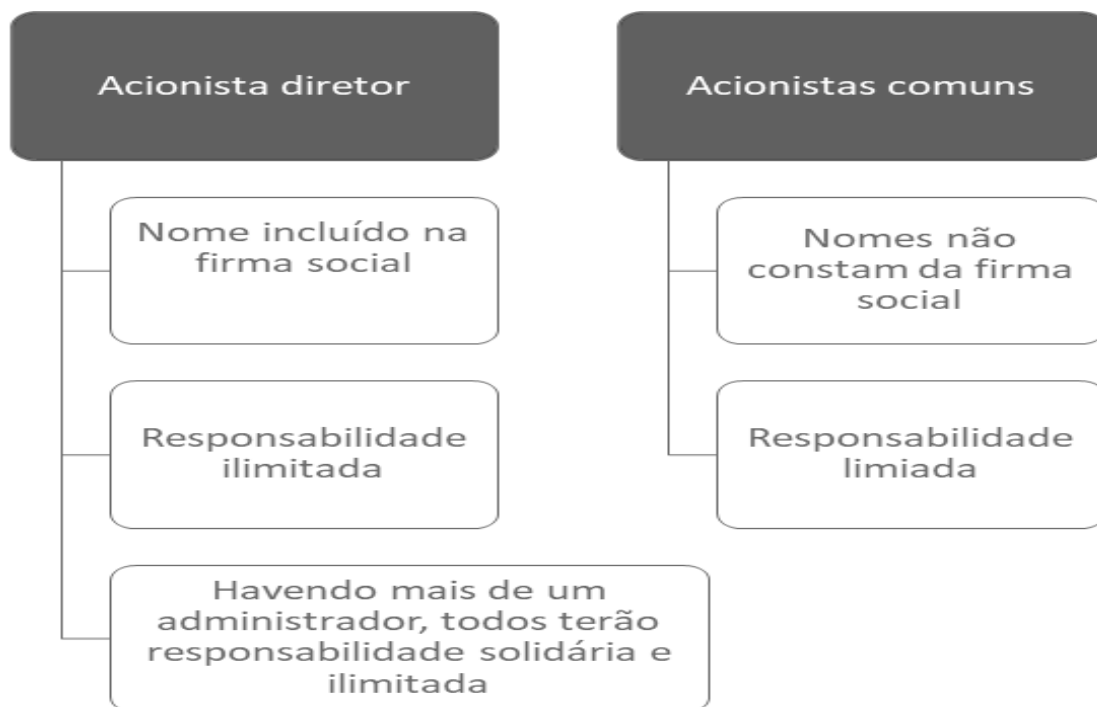 Acionista diretor
Nome incluído na
firma social
Responsabilidade
ilimitada
Havendo mais de um
administrador, todos terão
responsabilidade solidária e
ilimitada
Acionistas comuns
Nomes não
constam da firma
social
Responsabilidade
limiada